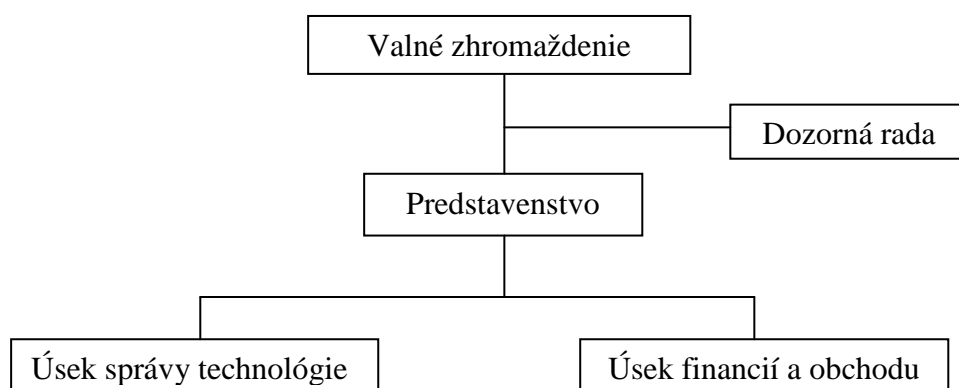 Valné zhromaždenie
Dozorná rada
Predstavenstvo
Úsek správy technológie
Úsek financií a obchodu